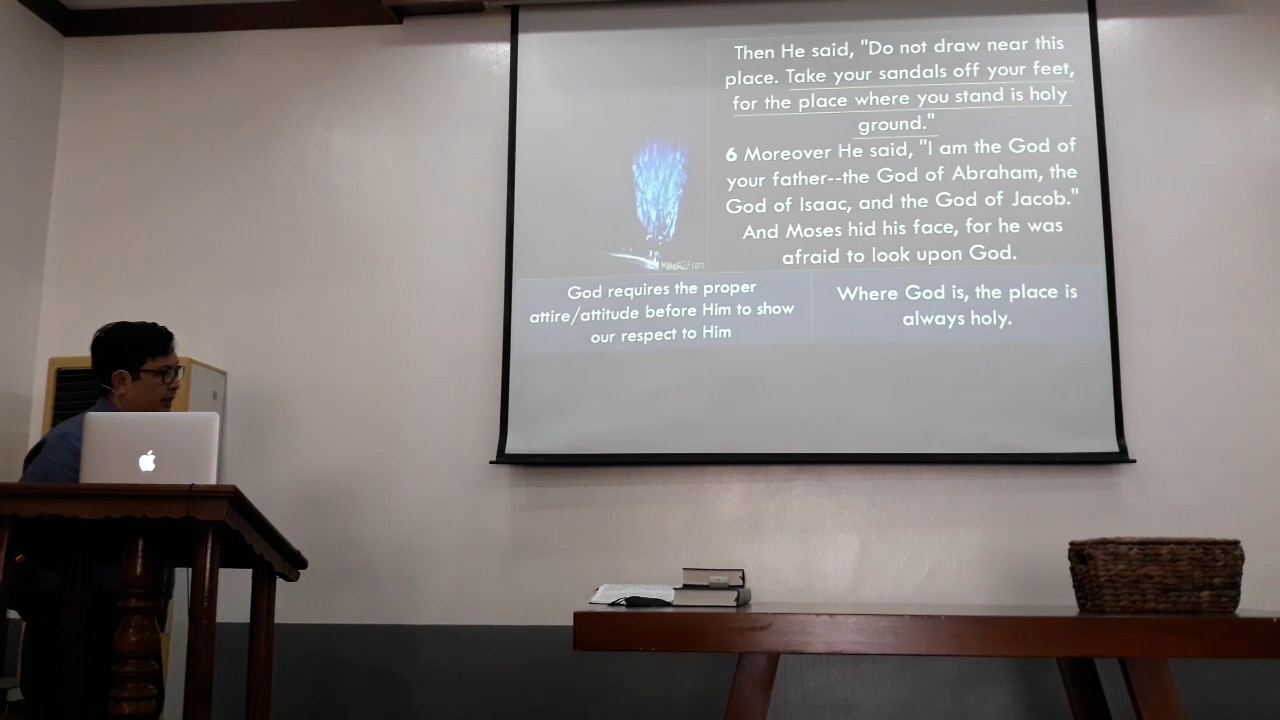 Then He said, "Do not draw near this
place. Take your sandals off your feet,
for the place where you stand is holy
ground."
6 Moreover He said, "I am the God of
your father--the God of Abraham, the
God of Isaac, and the God of Jacob."
And Moses hid his face, for he was
afraid to look upon God.
MakeAGIF.com
God requires the proper
attire/attitude before Him to show
our respect to Him
Where God is, the place is
always holy.